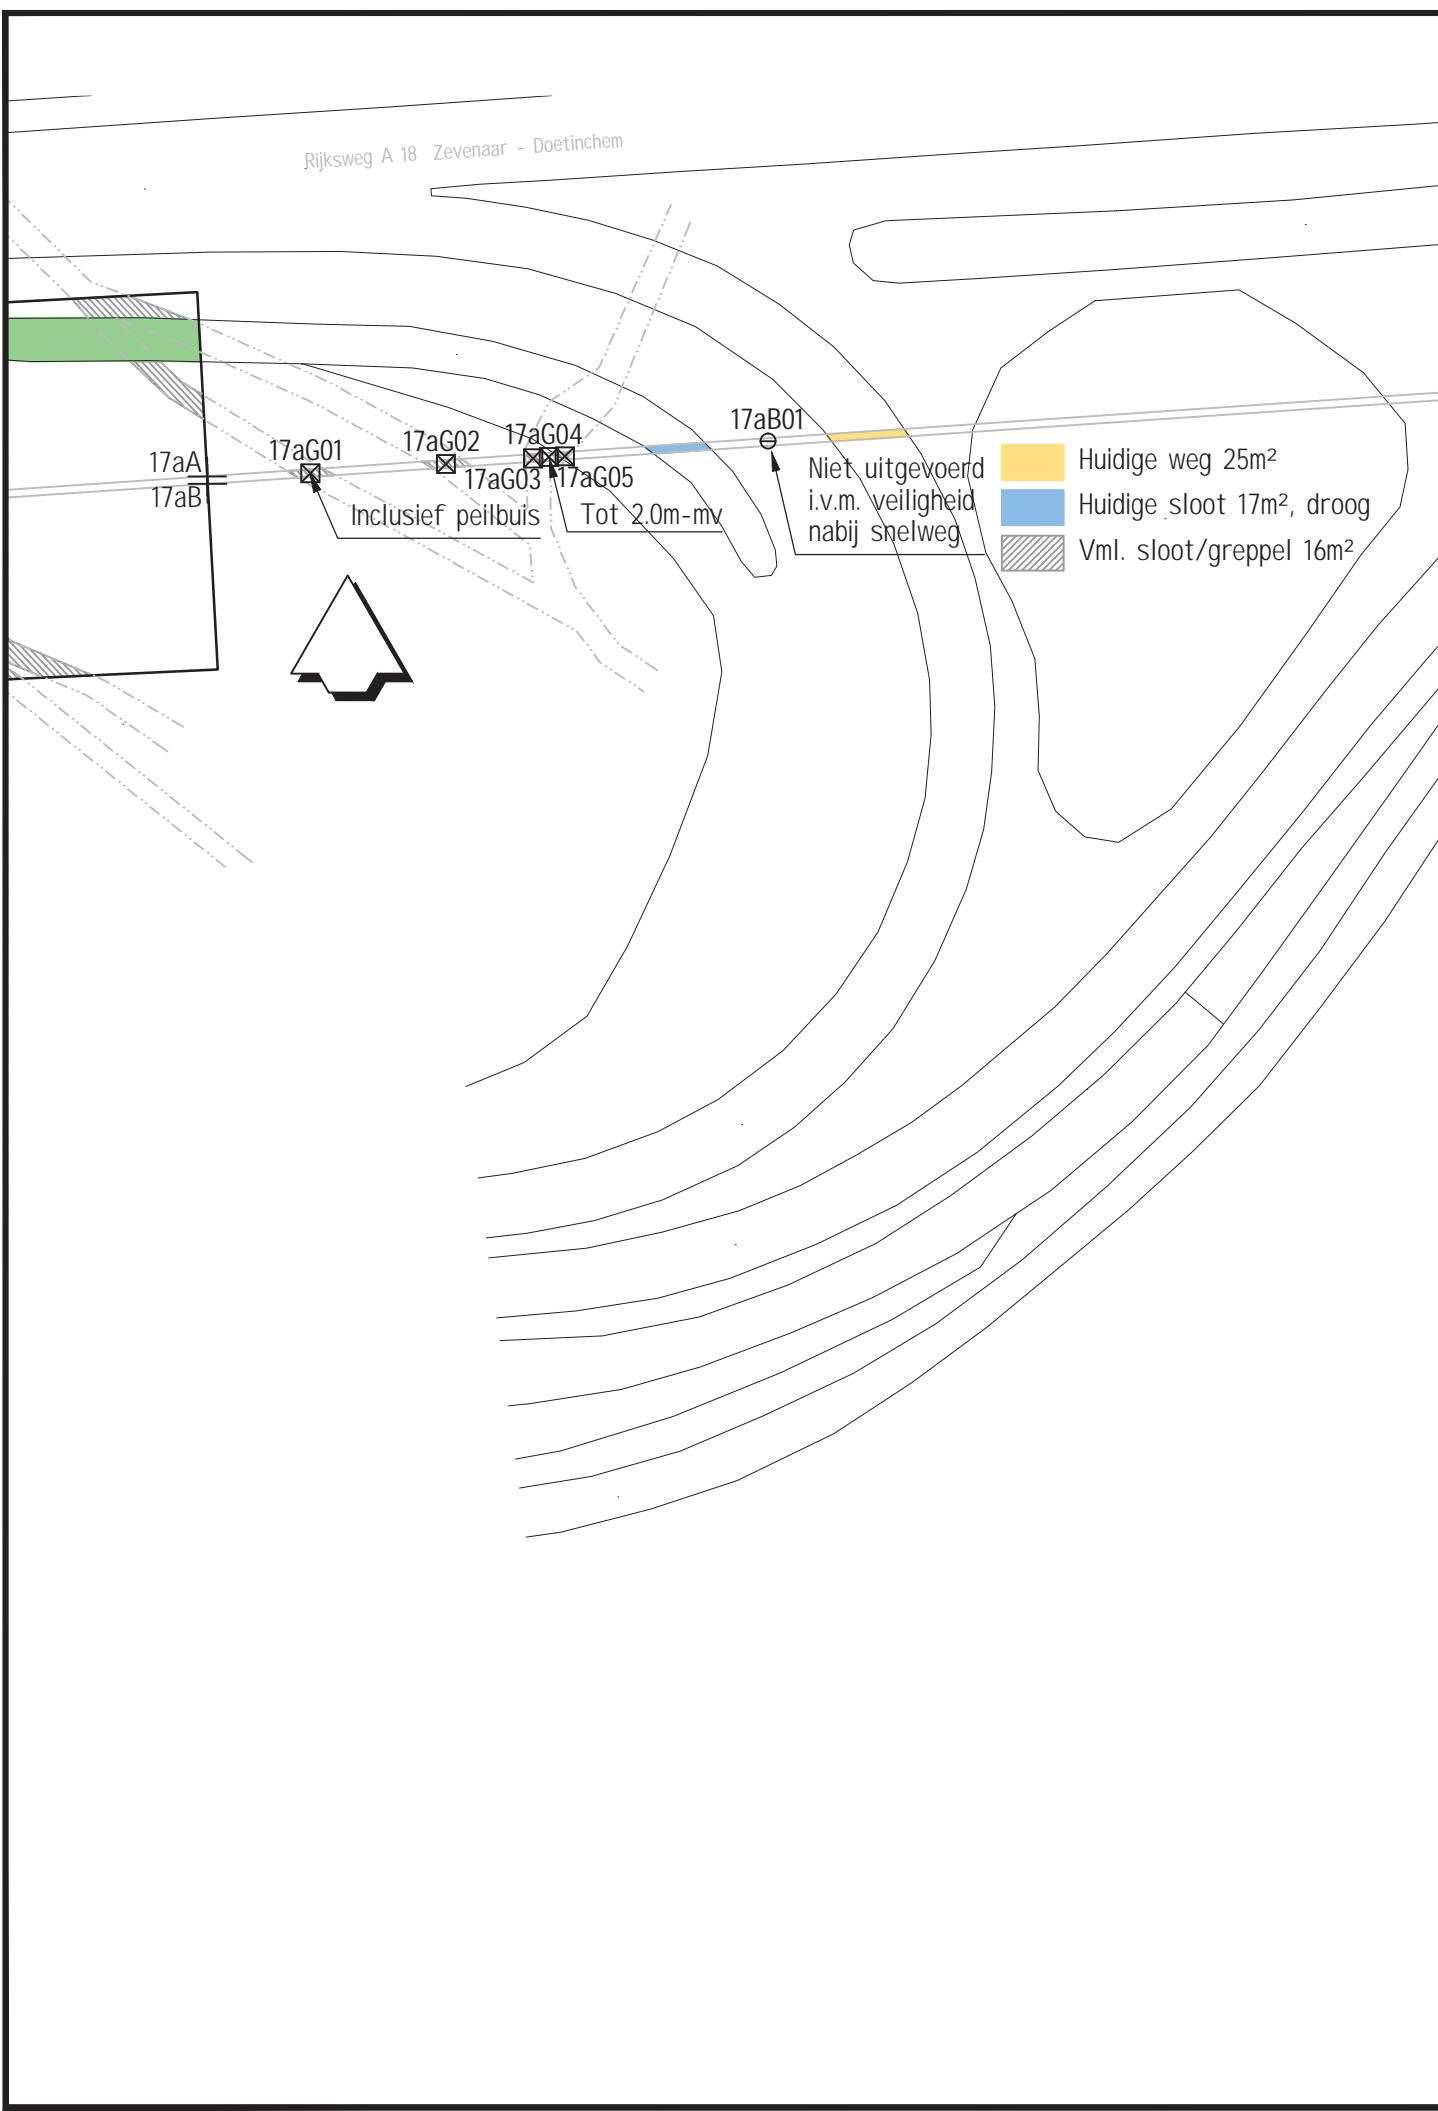 Rijksweg A 18 Zevenaar - Doetinchem
17aB01
17aG04
17aG02
17aG01
17aA
17aB
17aG03
17aG05
Inclusief peilbuis
Tot 2.0m-mv
Niet uitgevoerd
i.v.m. veiligheid
nabij snelweg
Huidige weg 25m²
Huidige sloot 17m², droog
Vml. sloot/greppel 16m²